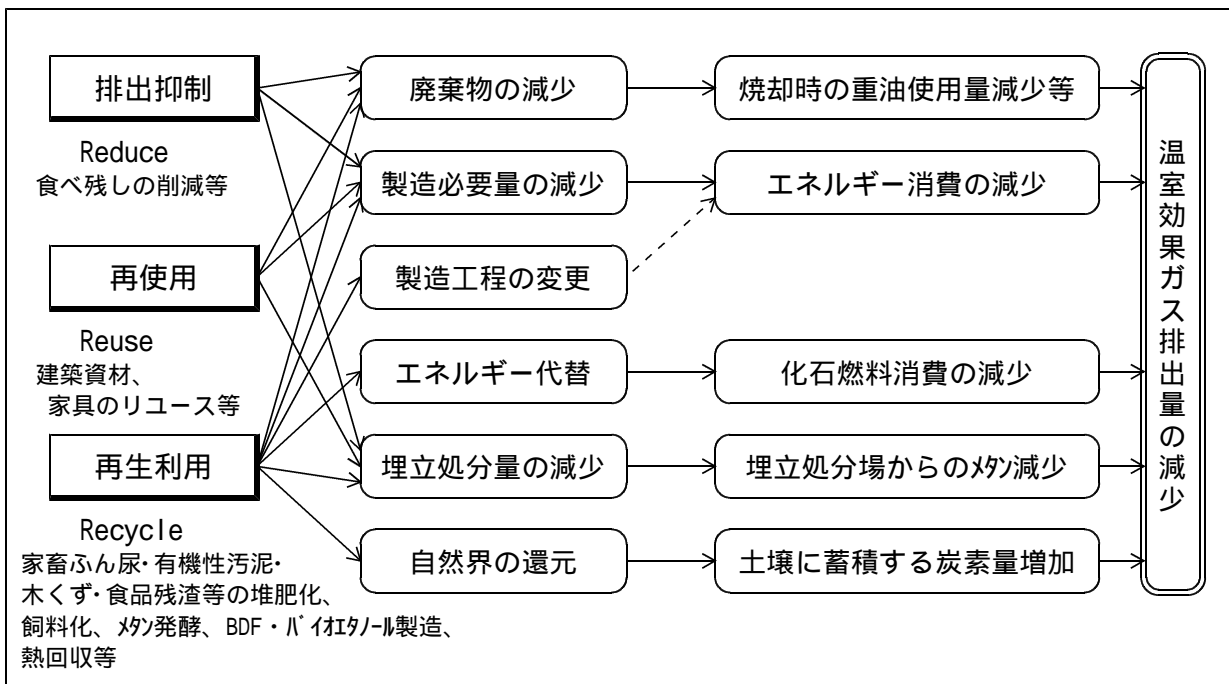 排出抑制
Reduce
食べ残しの削減等
再使用
Reuse
建築資材、
家具のリユース等
再生利用
Recycle
家畜ふん尿・有機性汚泥・
木くず・食品残渣等の堆肥化、
飼料化、ﾒﾀﾝ発酵、BDF・ﾊﾞｲｵｴﾀﾉｰﾙ製造、
熱回収等
廃棄物の減少
製造必要量の減少
製造工程の変更
エネルギー代替
埋立処分量の減少
自然界の還元
焼却時の重油使用量減少等
エネルギー消費の減少
化石燃料消費の減少
埋立処分場からのﾒﾀﾝ減少
土壌に蓄積する炭素量増加
温室効果ガス排出量の減少